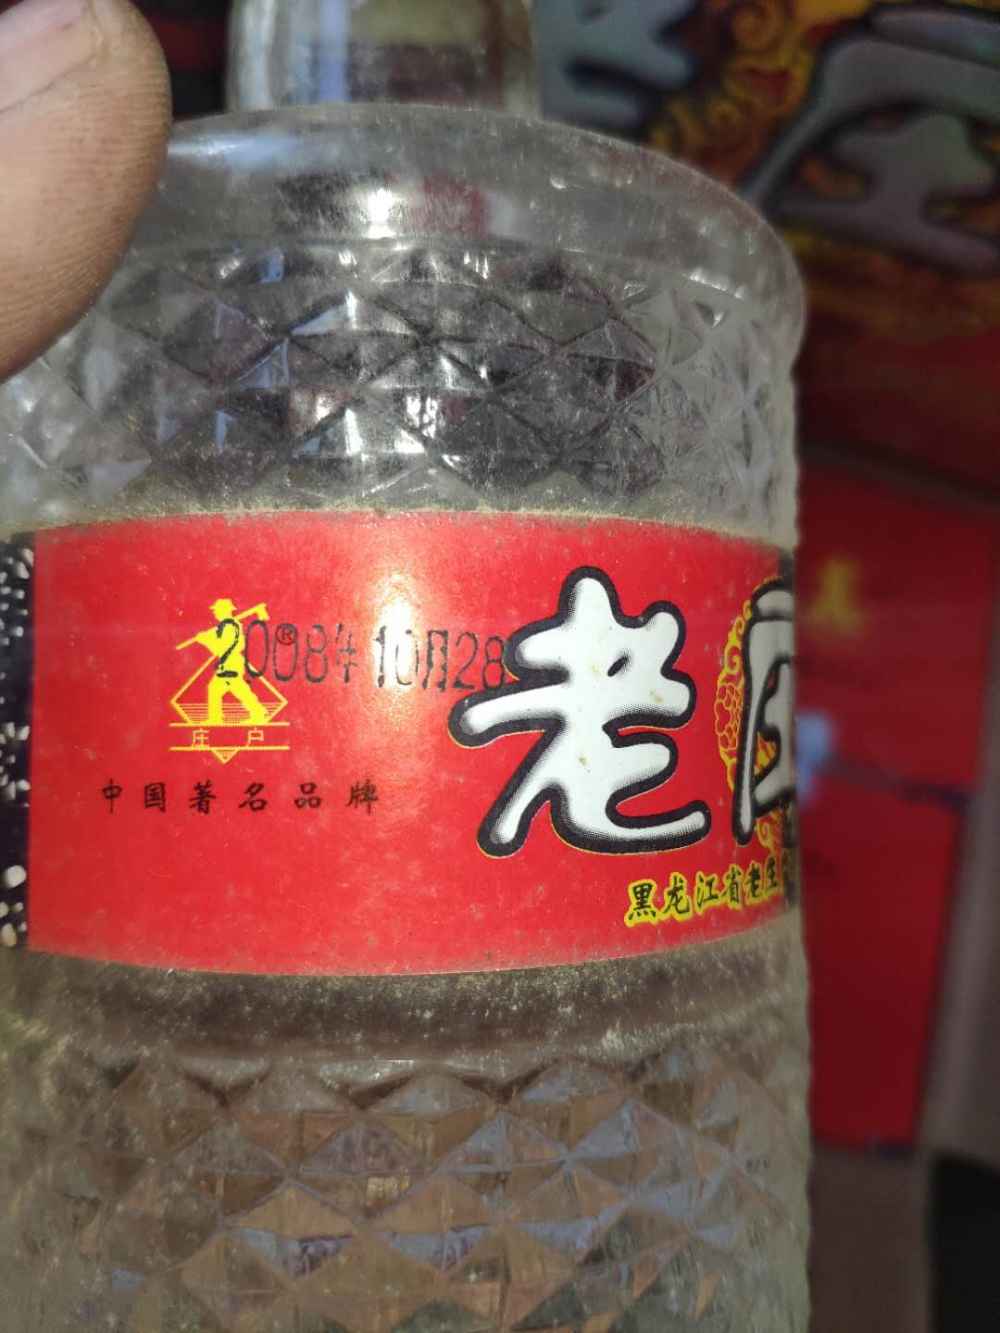 2008年10月28
®
庄户
中国著名品牌
老庄
黑龙江省老庄